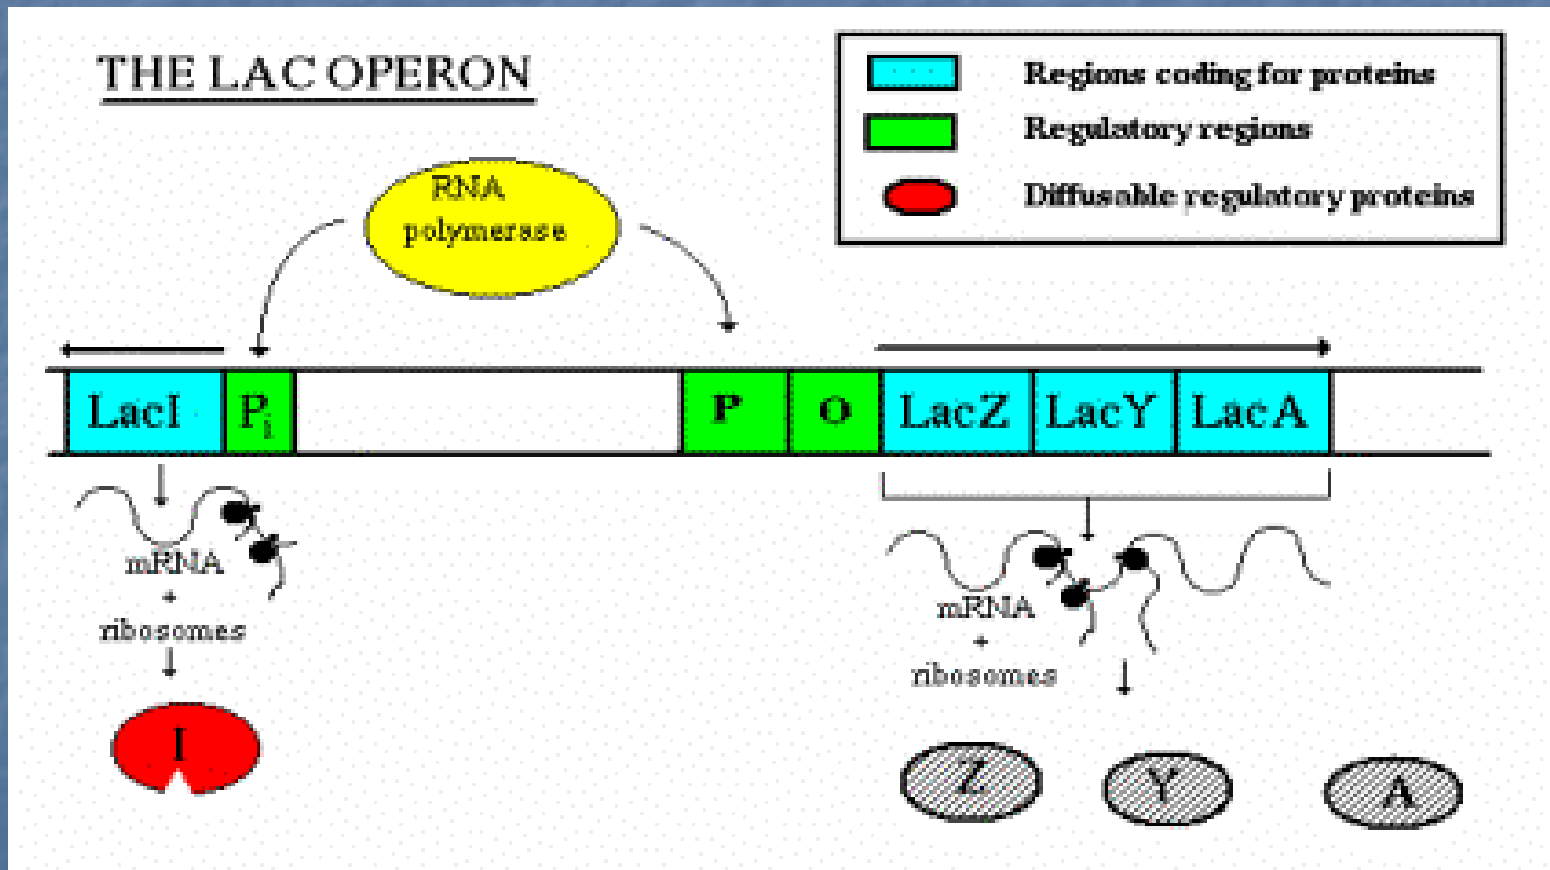 THE LAC OPERON
Regions coding for proteins
Regulatory regions
Diffusable regulatory proteins
RNA
polymerase
LacI Pi P O LacZ LacY LacA
mRNA
+
ribosomes
I
mRNA
+
ribosomes
Z Y A